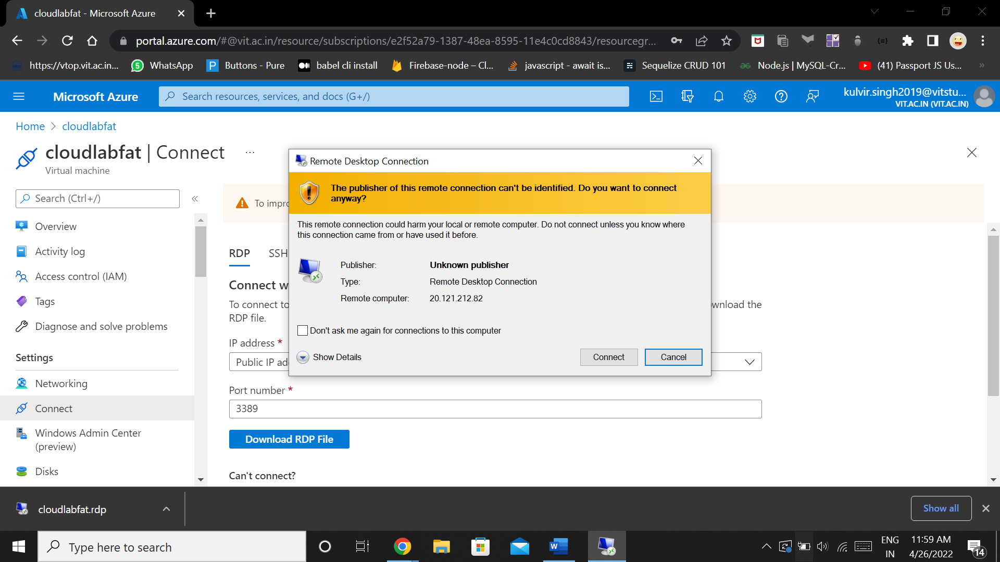 cloudlabfat - Microsoft Azure
portal.azure.com/#@vit.ac.in/resource/subscriptions/e2f52a79-1387-48ea-8595-11e4c0cd8843/resourcegr...
https://vtop.vit.ac.in...
WhatsApp
P
Buttons - Pure
babel cli install
Firebase-node – Cl...
javascript - await is...
Sequelize CRUD 101
Node.js | MySQL-Cr...
(41) Passport JS Us...
»
Microsoft Azure
Search resources, services, and docs (G+/)
kulvir.singh2019@vitstu...
VIT.AC.IN (VIT.AC.IN)
Home > cloudlabfat
cloudlabfat | Connect ...
Virtual machine
Search (Ctrl+/)
«
Overview
Activity log
Access control (IAM)
Tags
Diagnose and solve problems
Settings
Networking
Connect
Windows Admin Center
(preview)
Disks
To impro
RDP
SSH
Connect w
To connect to
wnload the
RDP file.
IP address *
Public IP ad
Port number *
3389
Download RDP File
Can't connect?
Remote Desktop Connection
The publisher of this remote connection can't be identified. Do you want to connect
anyway?
This remote connection could harm your local or remote computer. Do not connect unless you know where
this connection came from or have used it before.
Publisher:
Unknown publisher
Type:
Remote Desktop Connection
Remote computer:
20.121.212.82
Don't ask me again for connections to this computer
Show Details
Connect
Cancel
cloudlabfat.rdp
Show all
Type here to search
W
ENG
IN
11:59 AM
4/26/2022
14